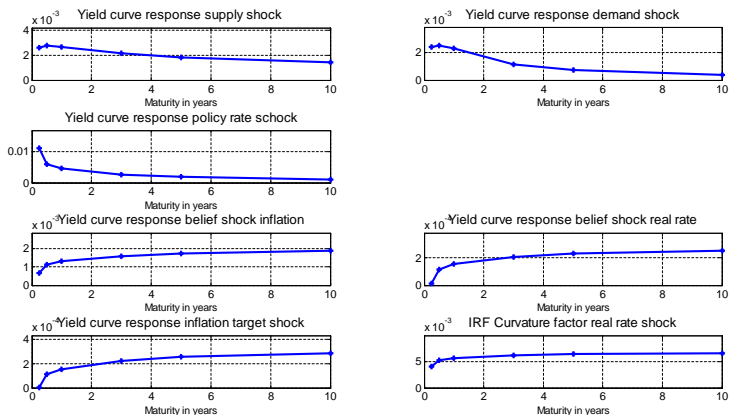 Yield curve response supply shock
x 10⁻³
4
2
0
0 2 4 6 8 10
Maturity in years
Yield curve response demand shock
x 10⁻³
2
0
0 2 4 6 8 10
Maturity in years
Yield curve response policy rate schock
0.01
0
0 2 4 6 8 10
Maturity in years
Yield curve response belief shock inflation
x 10⁻³
2
1
0
0 2 4 6 8 10
Maturity in years
Yield curve response belief shock real rate
x 10
2
0
0 2 4 6 8 10
Maturity in years
Yield curve response inflation target shock
x 10
4
2
0
0 2 4 6 8 10
Maturity in years
IRF Curvature factor real rate shock
x 10⁻³
5
0
0 2 4 6 8 10
Maturity in years